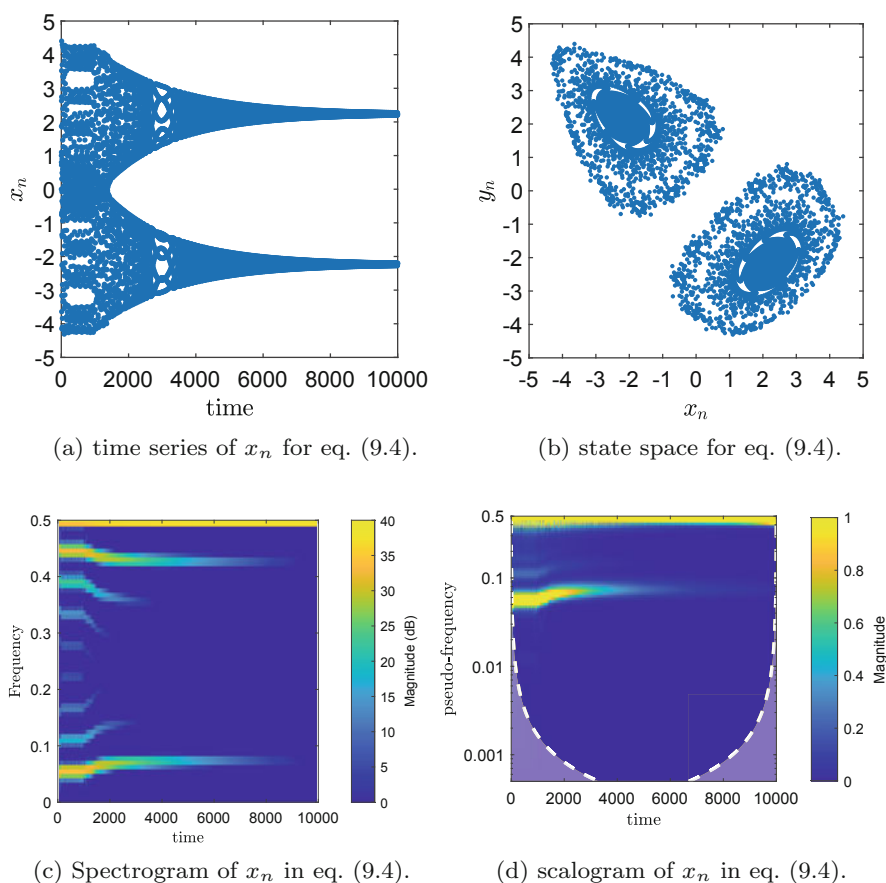 5
4
3
2
1
0
-1
-2
-3
-4
-5
x_n
0 2000 4000 6000 8000 10000
time
(a) time series of x_n for eq. (9.4).
5
4
3
2
1
0
-1
-2
-3
-4
-5
y_n
-5 -4 -3 -2 -1 0 1 2 3 4 5
x_n
(b) state space for eq. (9.4).
0.5
0.4
0.3
0.2
0.1
0
Frequency
0 2000 4000 6000 8000 10000
time
40
35
30
25
20
15
10
5
0
Magnitude (dB)
(c) Spectrogram of x_n in eq. (9.4).
0.5
0.1
0.01
0.001
pseudo-frequency
0 2000 4000 6000 8000 10000
time
1
0.8
0.6
0.4
0.2
0
Magnitude
(d) scalogram of x_n in eq. (9.4).